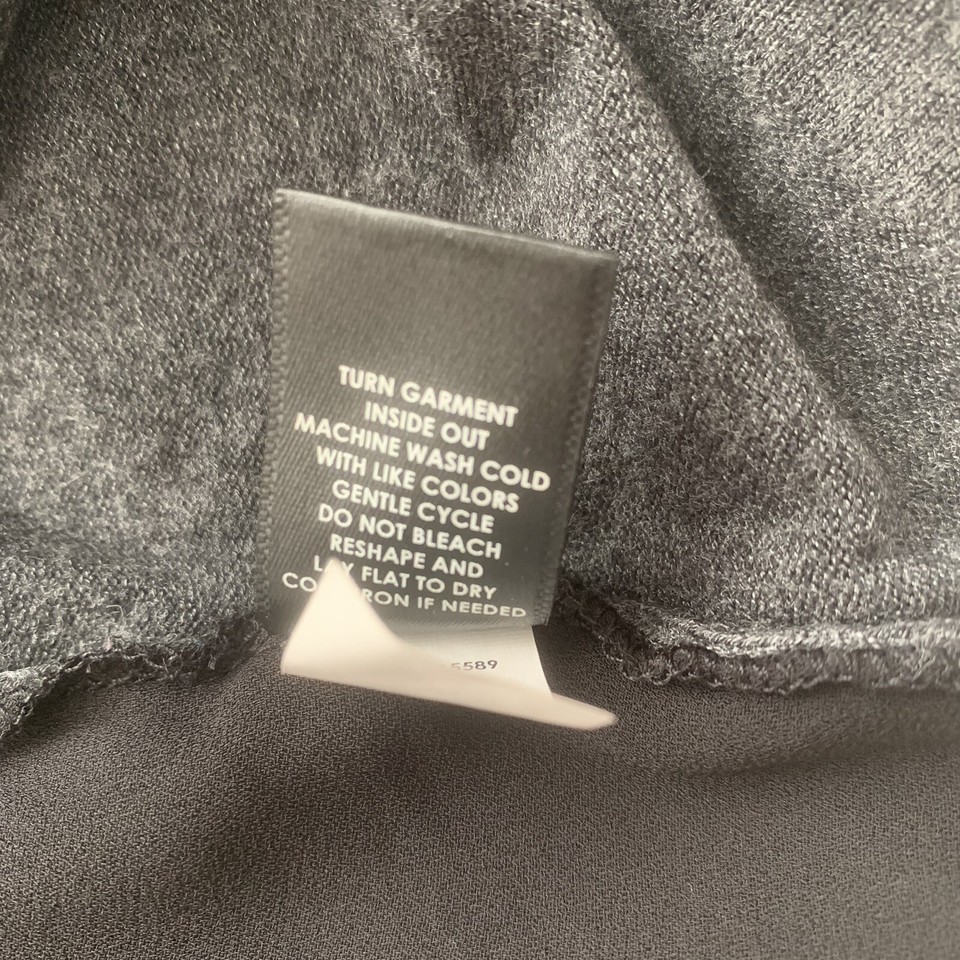 TURN GARMENT
INSIDE OUT
MACHINE WASH COLD
WITH LIKE COLORS
GENTLE CYCLE
DO NOT BLEACH
RESHAPE AND
LAY FLAT TO DRY
IF NEEDED
5589